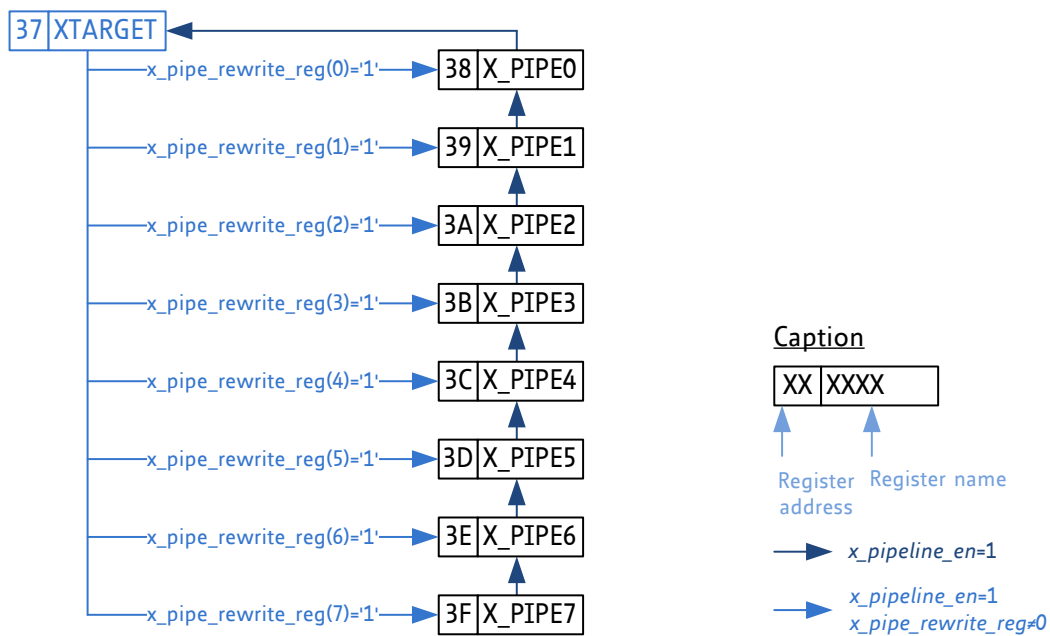 37 XTARGET
x_pipe_rewrite_reg(0)='1' 38 X_PIPE0
x_pipe_rewrite_reg(1)='1' 39 X_PIPE1
x_pipe_rewrite_reg(2)='1' 3A X_PIPE2
x_pipe_rewrite_reg(3)='1' 3B X_PIPE3
x_pipe_rewrite_reg(4)='1' 3C X_PIPE4
x_pipe_rewrite_reg(5)='1' 3D X_PIPE5
x_pipe_rewrite_reg(6)='1' 3E X_PIPE6
x_pipe_rewrite_reg(7)='1' 3F X_PIPE7
Caption
XX XXXX
Register
address
Register name
x_pipeline_en=1
x_pipeline_en=1
x_pipe_rewrite_reg≠0